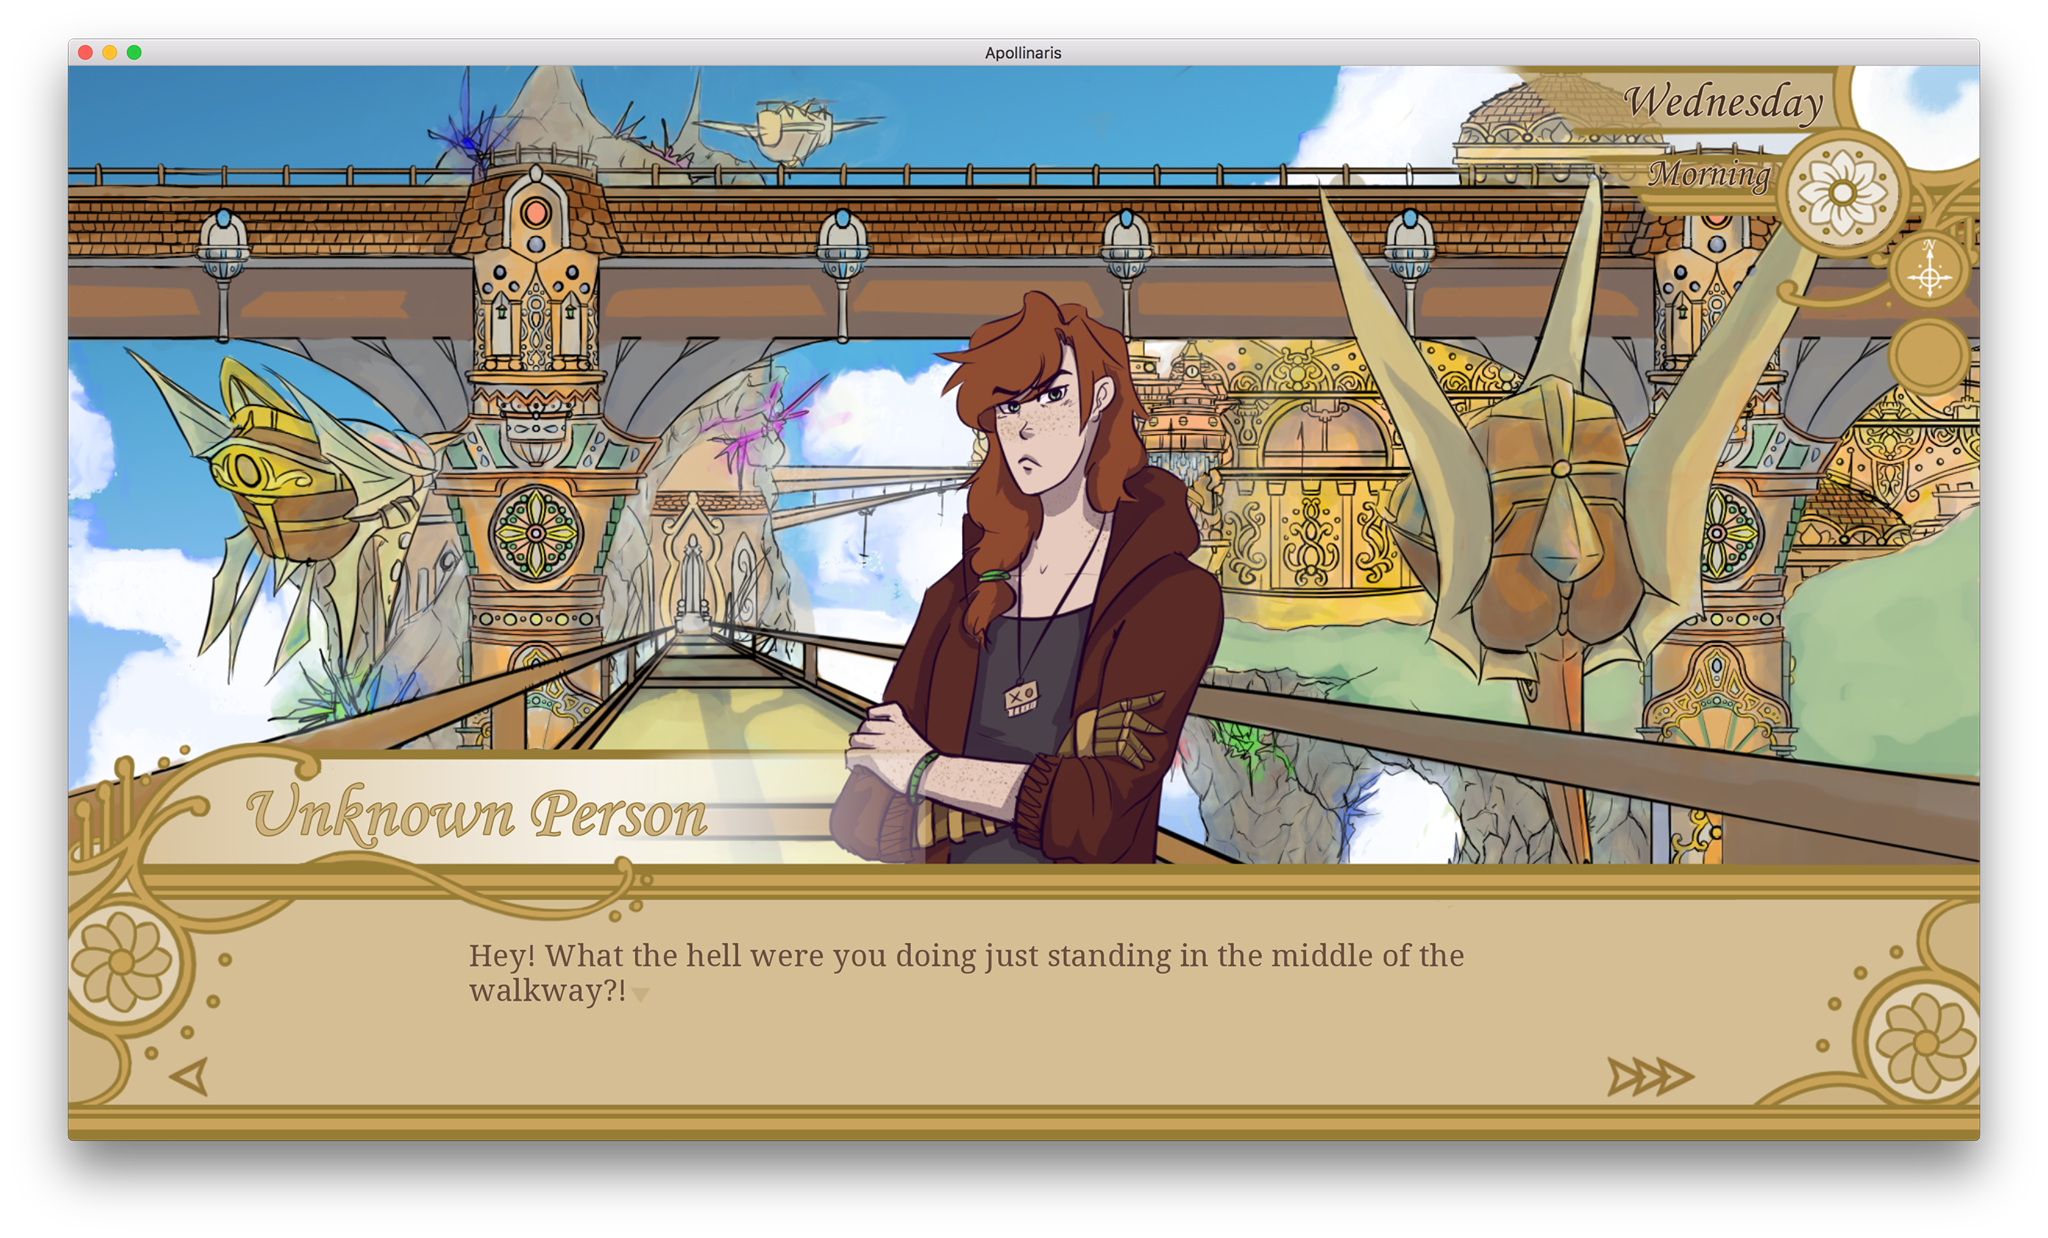 Apollinaris
Wednesday
Morning
N
Unknown Person
Hey! What the hell were you doing just standing in the middle of the
walkway?!